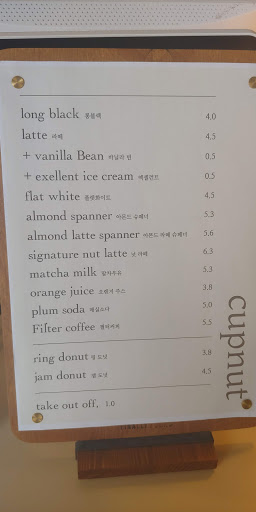 long black 롱블랙 4.0
latte 라떼 4.5
+ vanilla Bean 바닐라 빈 0.5
+ exellent ice cream 엑설런트 0.5
flat white 플랫화이트 4.5
almond spanner 아몬드 슈페너 5.3
almond latte spanner 아몬드 라떼 슈페너 5.6
signature nut latte 넛 라떼 6.3
matcha milk 말차우유 5.3
orange juice 오렌지 주스 3.8
plum soda 매실소다 5.0
Filter coffee 필터커피 5.5
ring donut 링 도넛 3.8
jam donut 잼 도넛 4.5
take out off, 1.0
cupnut